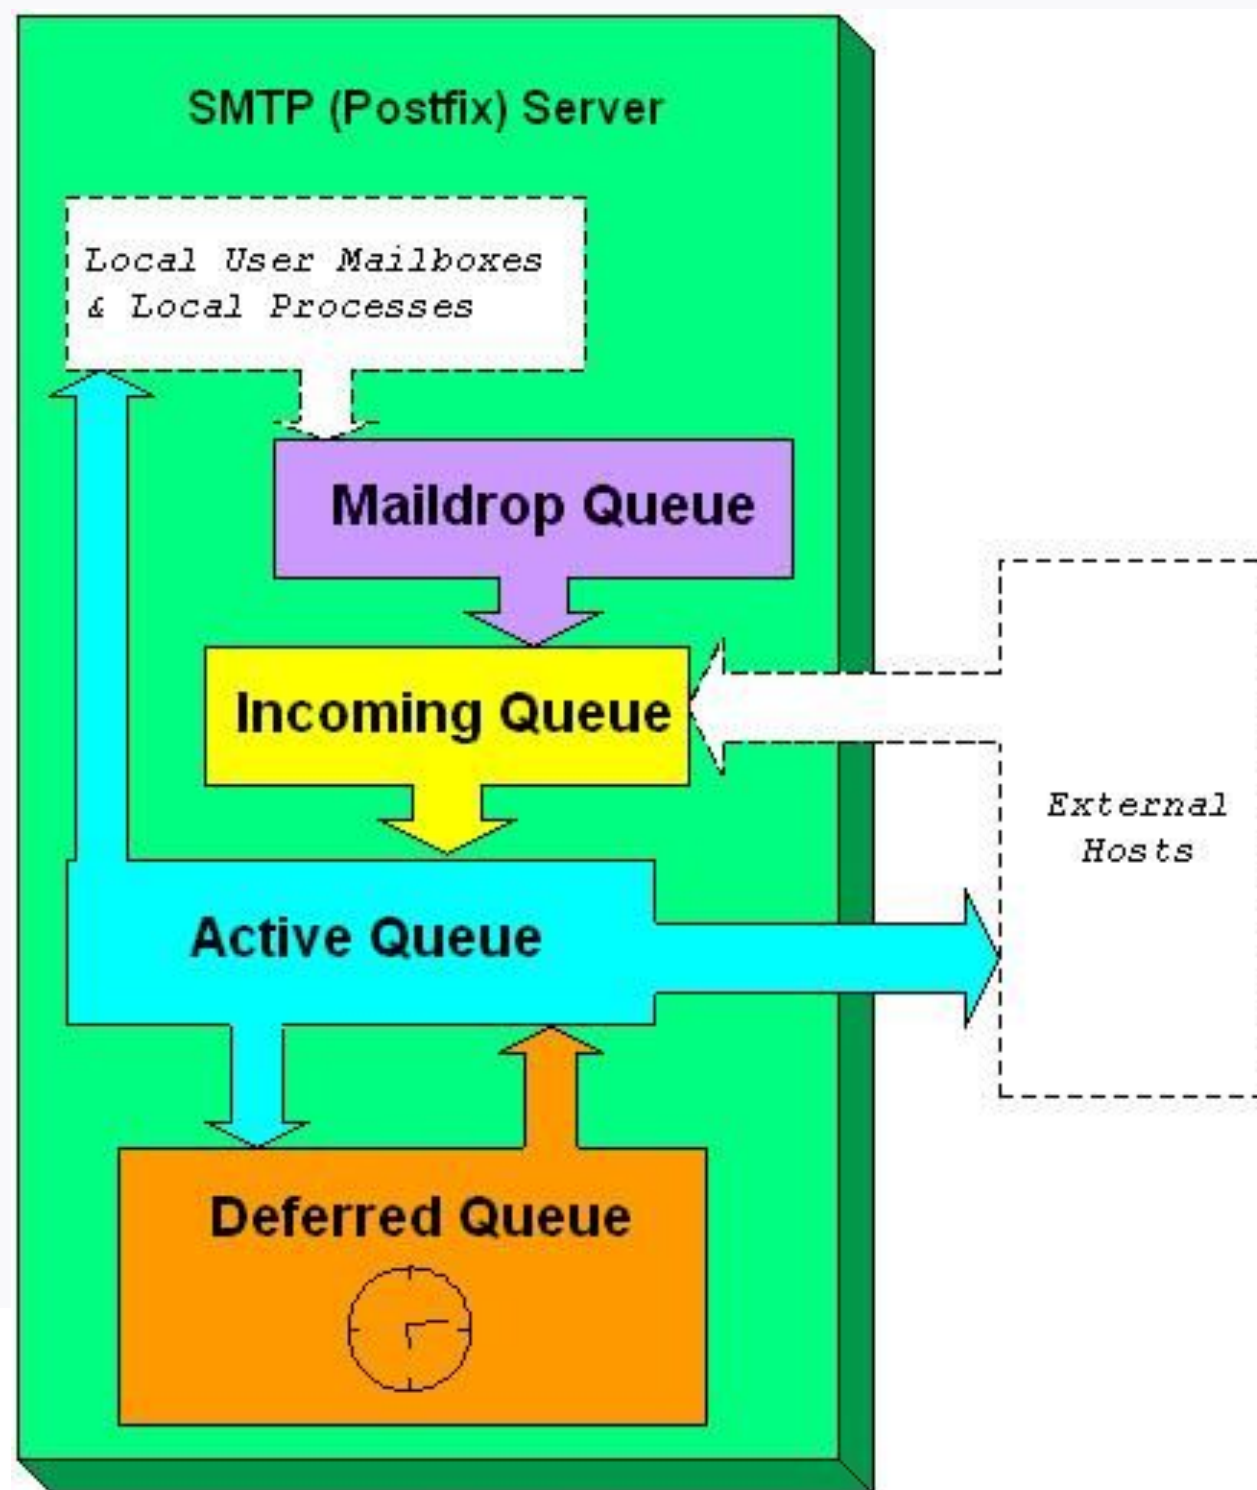 SMTP (Postfix) Server
Local User Mailboxes
& Local Processes
Maildrop Queue
Incoming Queue
External
Hosts
Active Queue
Deferred Queue